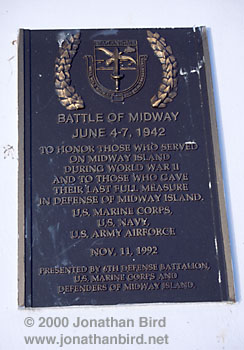 BATTLE OF MIDWAY
JUNE 4-7, 1942
TO HONOR THOSE WHO SERVED
ON MIDWAY ISLAND
DURING WORLD WAR II
AND TO THOSE WHO GAVE
THEIR LAST FULL MEASURE
IN DEFENSE OF MIDWAY ISLAND.
U.S. MARINE CORPS,
U.S. NAVY,
U.S. ARMY AIRFORCE
NOV. 11, 1992
PRESENTED BY 6TH DEFENSE BATTALION,
U.S. MARINE CORPS AND
DEFENDERS OF MIDWAY ISLAND
© 2000 Jonathan Bird
www.jonathanbird.net